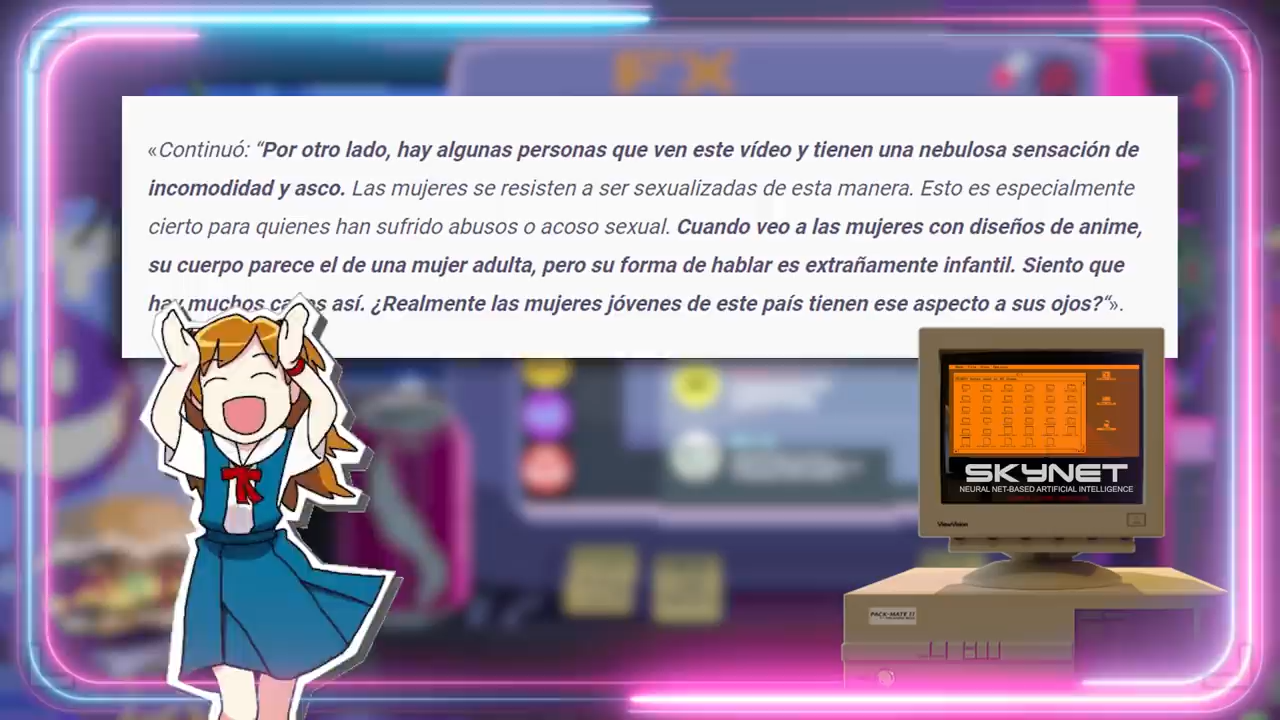 FX
«Continuó: “Por otro lado, hay algunas personas que ven este vídeo y tienen una nebulosa sensación de
incomodidad y asco. Las mujeres se resisten a ser sexualizadas de esta manera. Esto es especialmente
cierto para quienes han sufrido abusos o acoso sexual. Cuando veo a las mujeres con diseños de anime,
su cuerpo parece el de una mujer adulta, pero su forma de hablar es extrañamente infantil. Siento que
hay muchos casos así. ¿Realmente las mujeres jóvenes de este país tienen ese aspecto a sus ojos?“».
SKYNET
NEURAL NET-BASED ARTIFICIAL INTELLIGENCE
ViewVision
PACK-MATE II